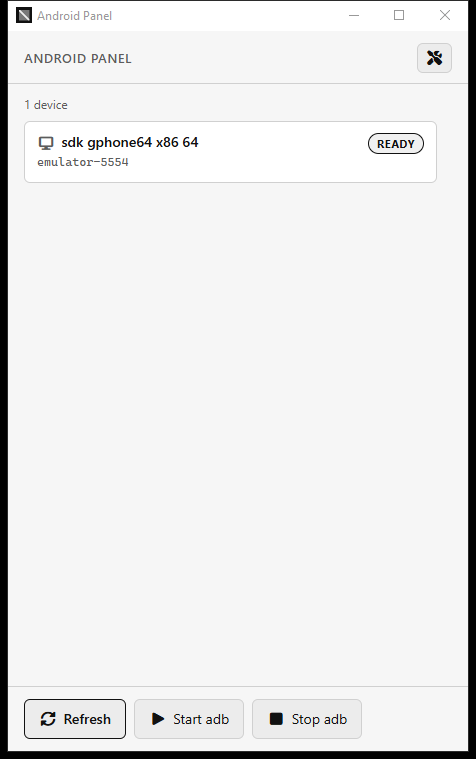 Android Panel
ANDROID PANEL
1 device
sdk gphone64 x86 64
READY
emulator-5554
Refresh
Start adb
Stop adb